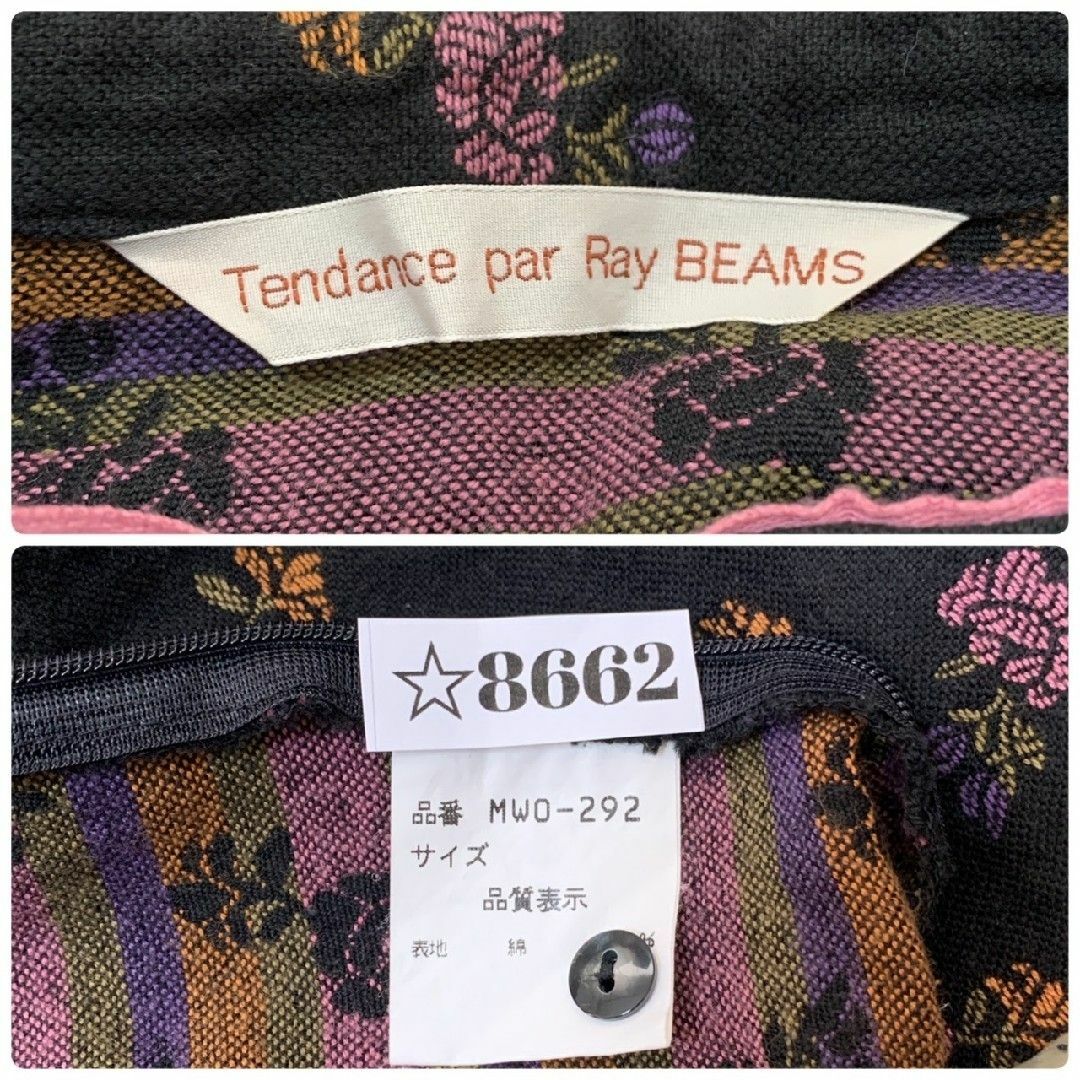 Tendance par Ray BEAMS
☆8662
品番 MWO-292
サイズ
品質表示
表地 綿 %